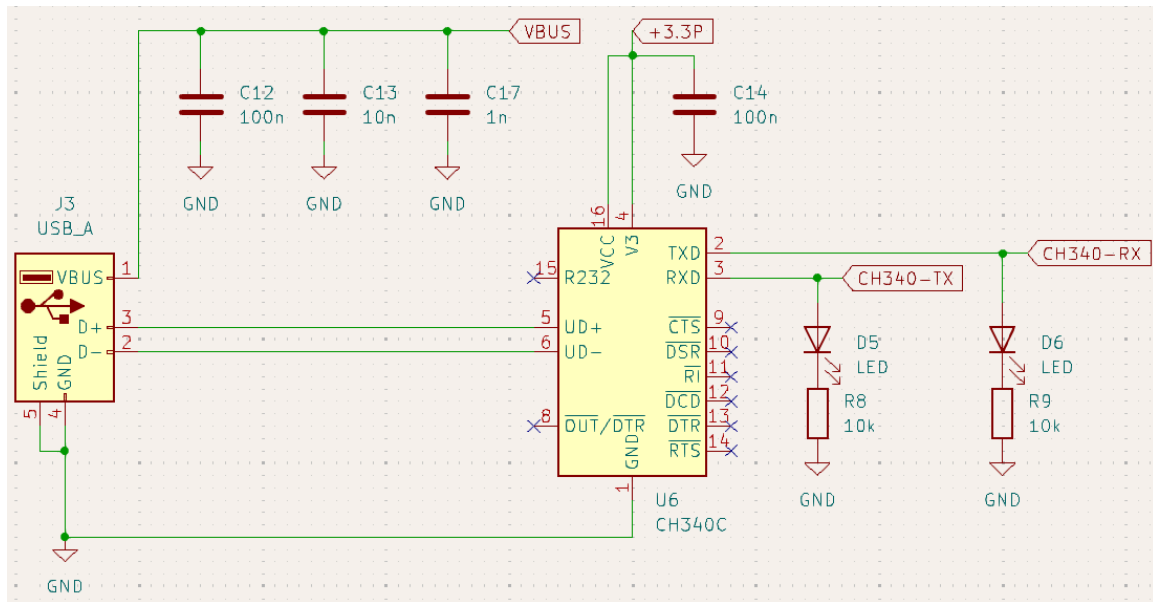 VBUS
+3.3P
C12
100n
C13
10n
C17
1n
C14
100n
GND
GND
GND
GND
J3
USB_A
VBUS
1
D+
3
D-
2
Shield
GND
5
4
GND
16
4
VCC
V3
15
R232
5
UD+
6
UD-
8
OUT/DTR
GND
1
TXD
2
RXD
3
CTS
9
DSR
10
RI
11
DCD
12
DTR
13
RTS
14
U6
CH340C
CH340-RX
CH340-TX
D5
LED
R8
10k
GND
D6
LED
R9
10k
GND